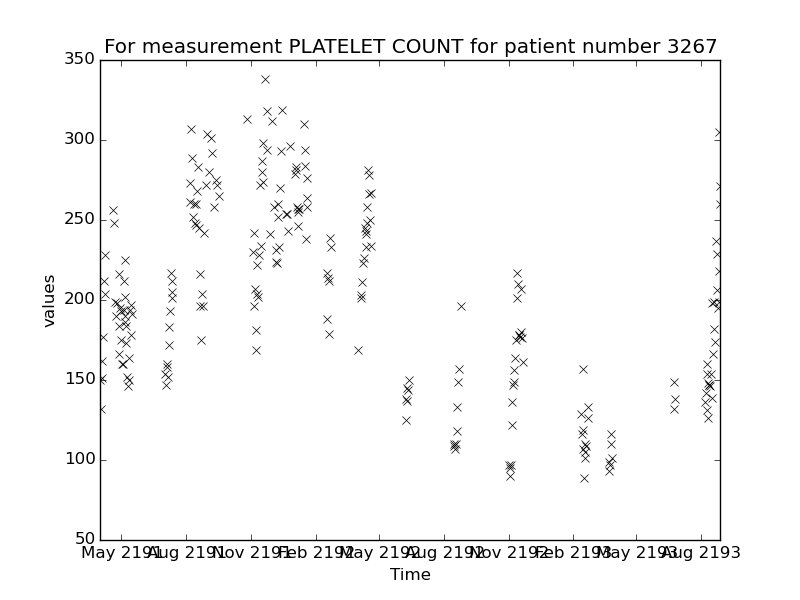 For measurement PLATELET COUNT for patient number 3267
350
300
250
200
150
100
50
values
May 2191 Aug 2191 Nov 2191 Feb 2192 May 2192 Aug 2192 Nov 2192 Feb 2193 May 2193 Aug 2193
Time